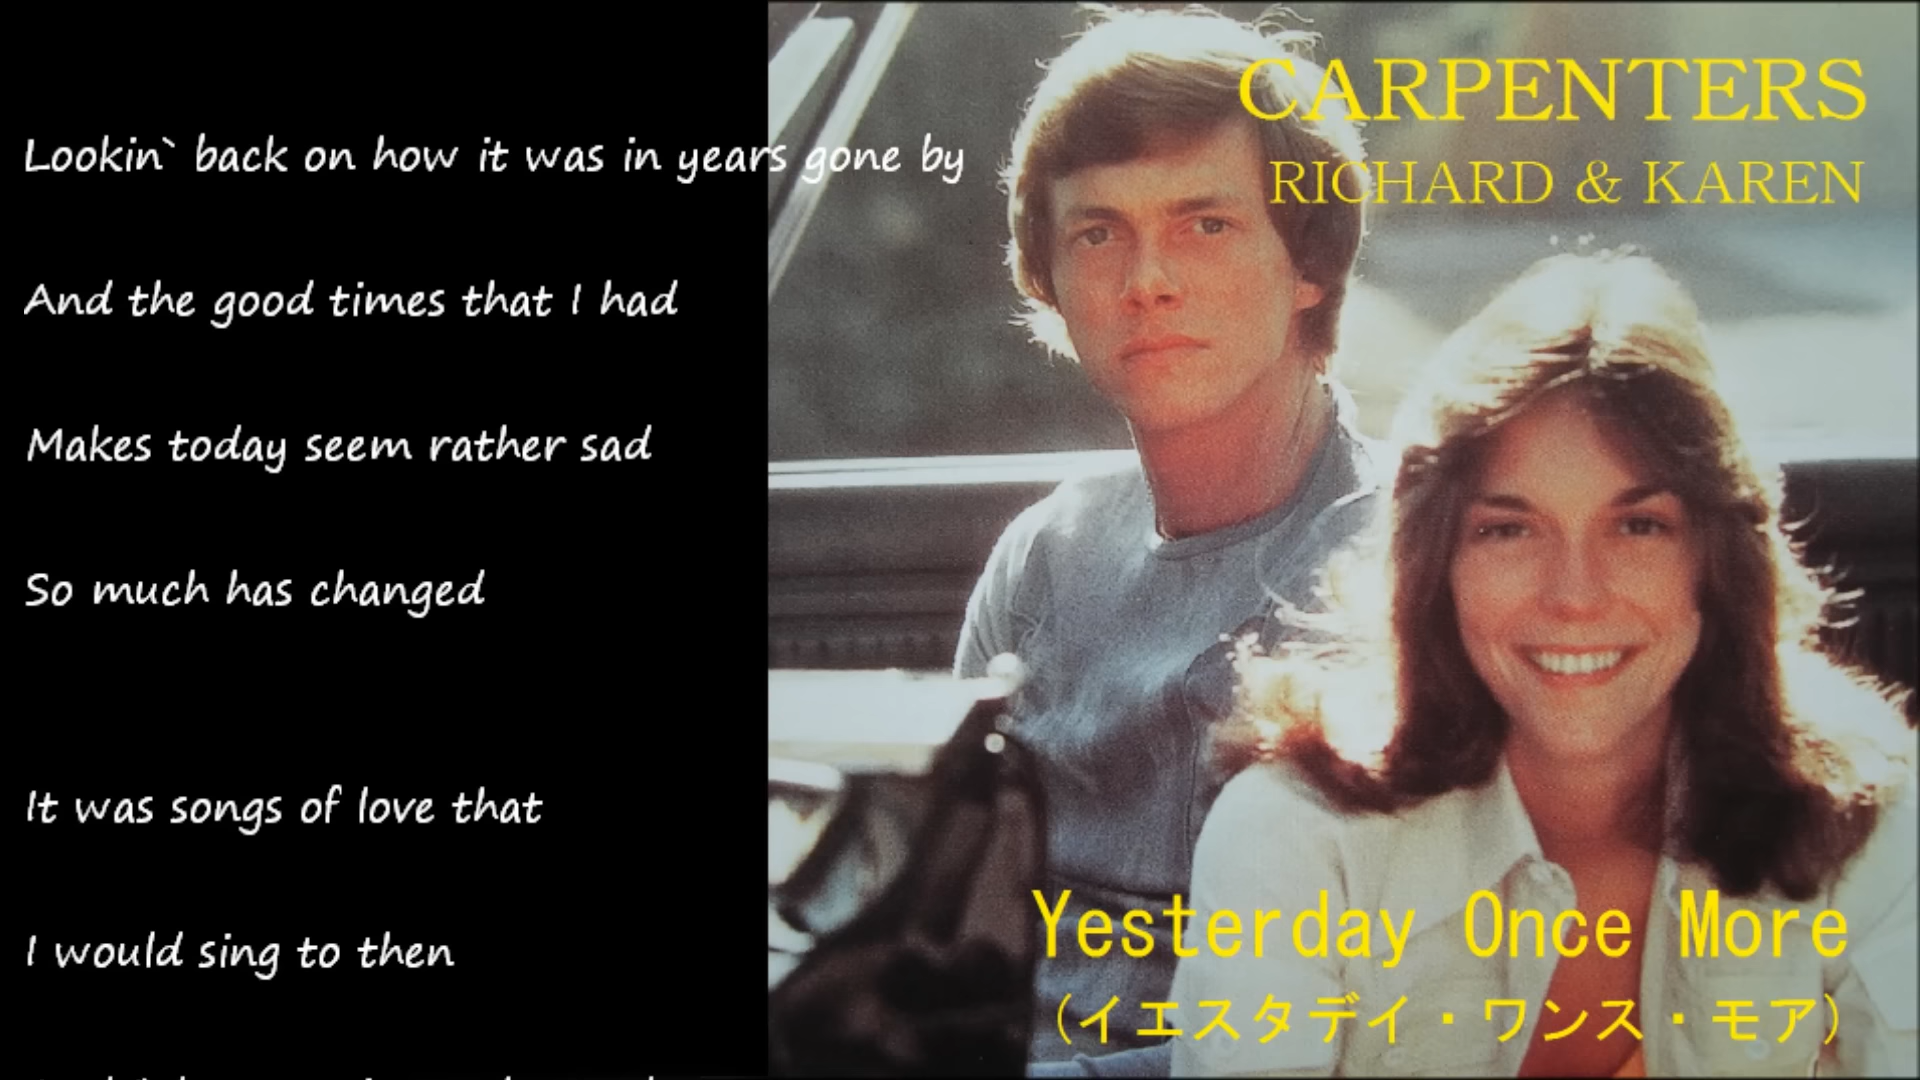 Lookin` back on how it was in years gone by
And the good times that I had
Makes today seem rather sad
So much has changed
It was songs of love that
I would sing to then
CARPENTERS
RICHARD & KAREN
Yesterday Once More
(イエスタデイ・ワンス・モア)